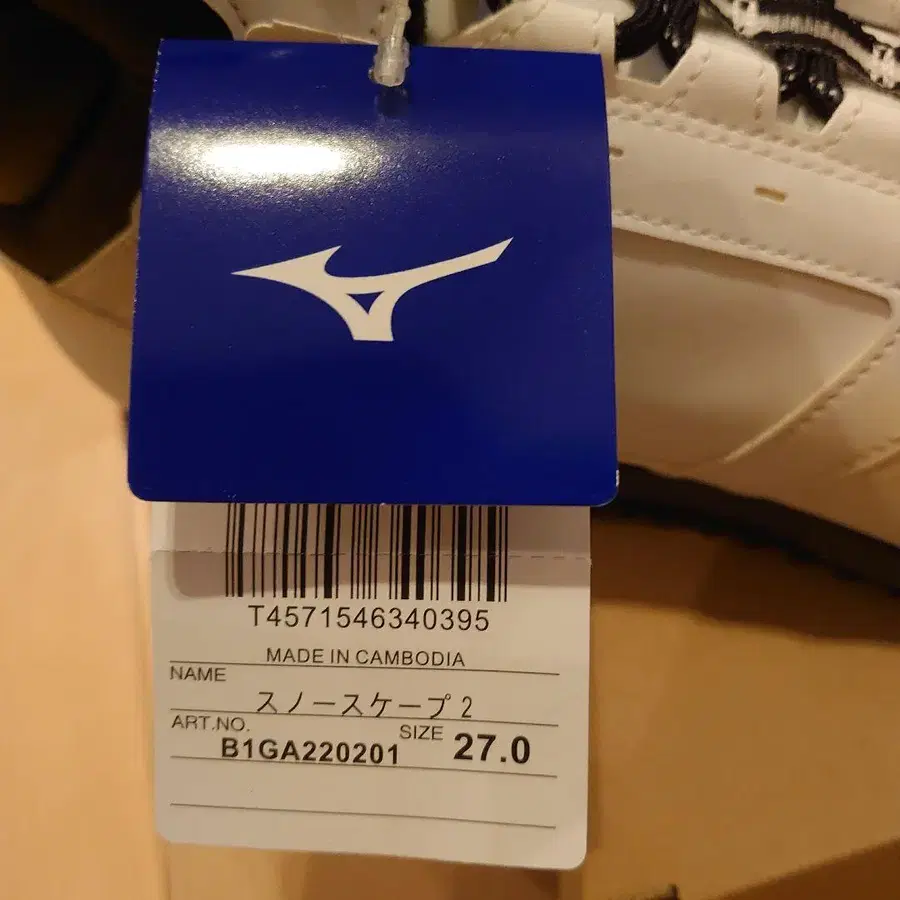 T4571546340395
MADE IN CAMBODIA
NAME
スノースケープ 2
ART.NO.
B1GA220201
SIZE
27.0